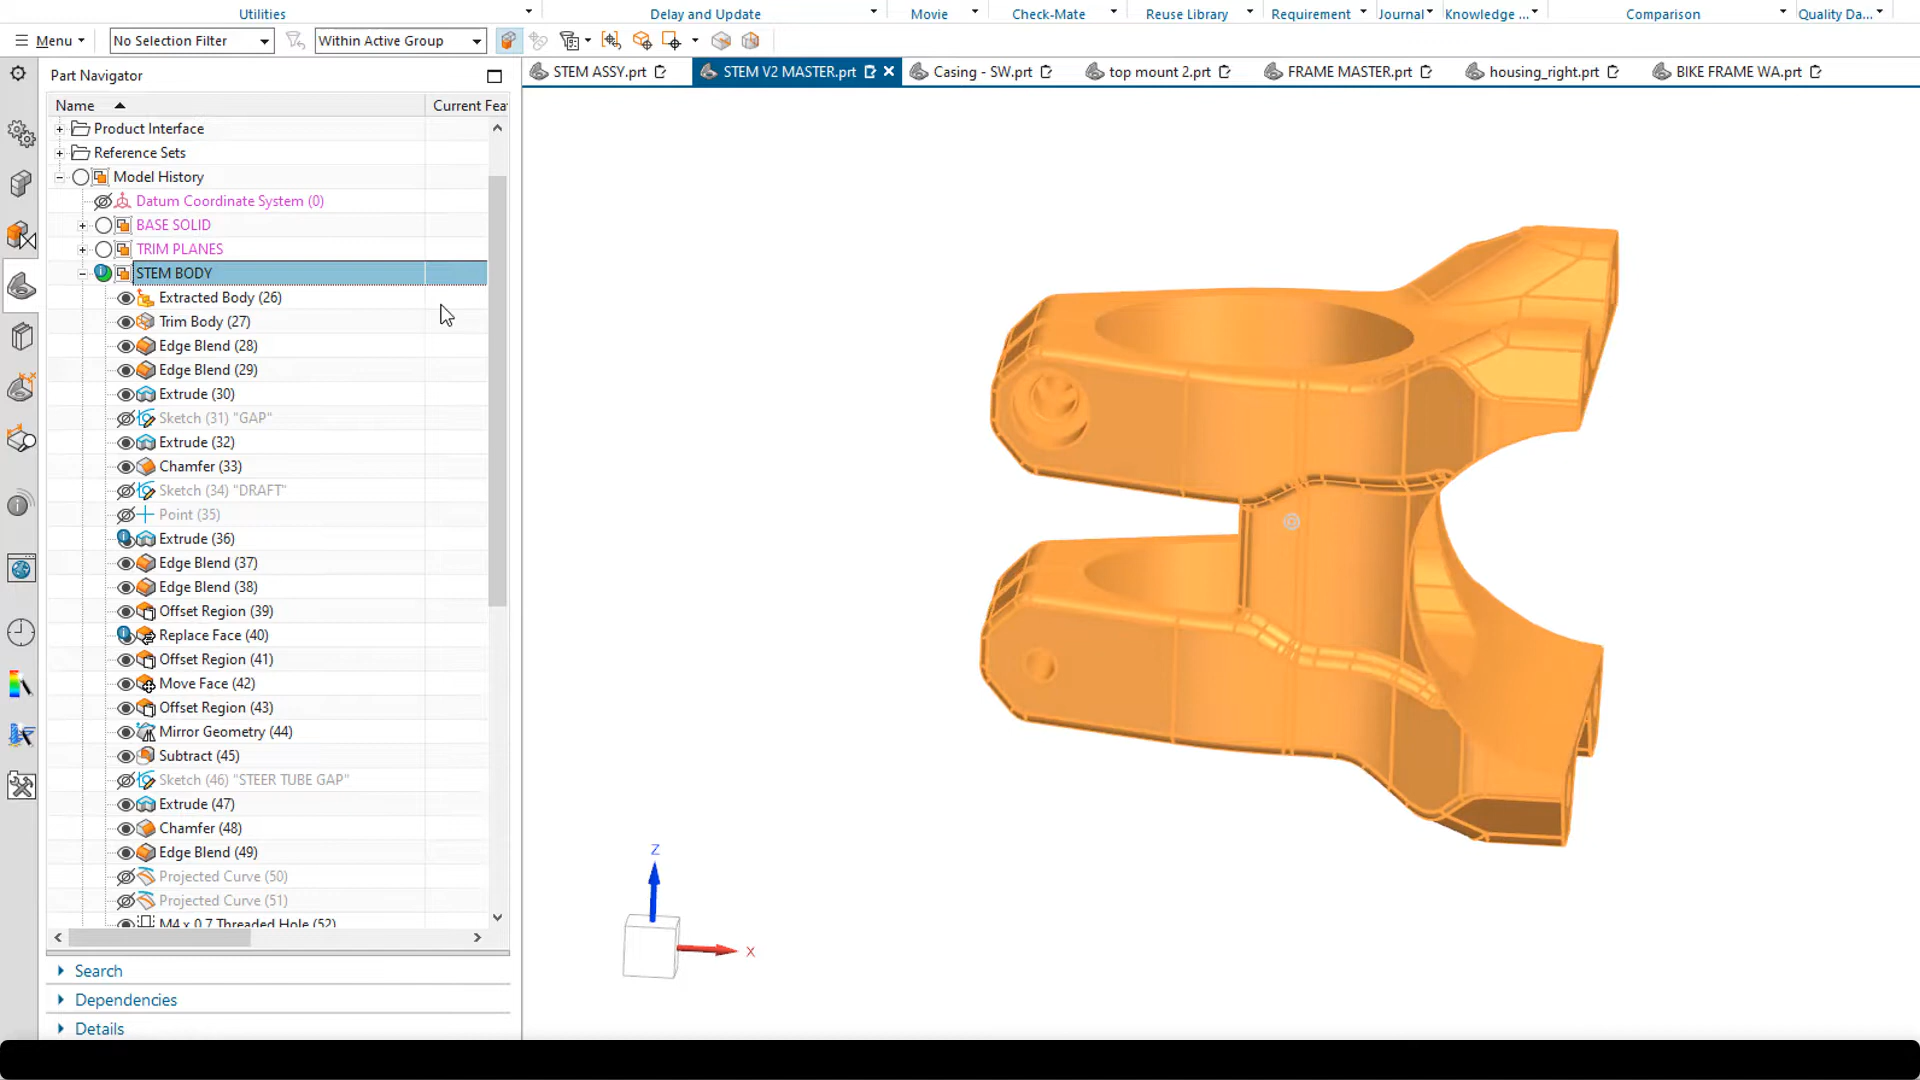 Utilities
Delay and Update
Movie
Check-Mate
Reuse Library
Requirement
Journal
Knowledge ...
Comparison
Quality Da...
Menu
No Selection Filter
Within Active Group
Part Navigator
STEM ASSY.prt
STEM V2 MASTER.prt
Casing - SW.prt
top mount 2.prt
FRAME MASTER.prt
housing_right.prt
BIKE FRAME WA.prt
Name
Current Fea
Product Interface
Reference Sets
Model History
Datum Coordinate System (0)
BASE SOLID
TRIM PLANES
STEM BODY
Extracted Body (26)
Trim Body (27)
Edge Blend (28)
Edge Blend (29)
Extrude (30)
Sketch (31) "GAP"
Extrude (32)
Chamfer (33)
Sketch (34) "DRAFT"
Point (35)
Extrude (36)
Edge Blend (37)
Edge Blend (38)
Offset Region (39)
Replace Face (40)
Offset Region (41)
Move Face (42)
Offset Region (43)
Mirror Geometry (44)
Subtract (45)
Sketch (46) "STEER TUBE GAP"
Extrude (47)
Chamfer (48)
Edge Blend (49)
Projected Curve (50)
Projected Curve (51)
M4 x 0.7 Threaded Hole (52)
Z
X
Search
Dependencies
Details